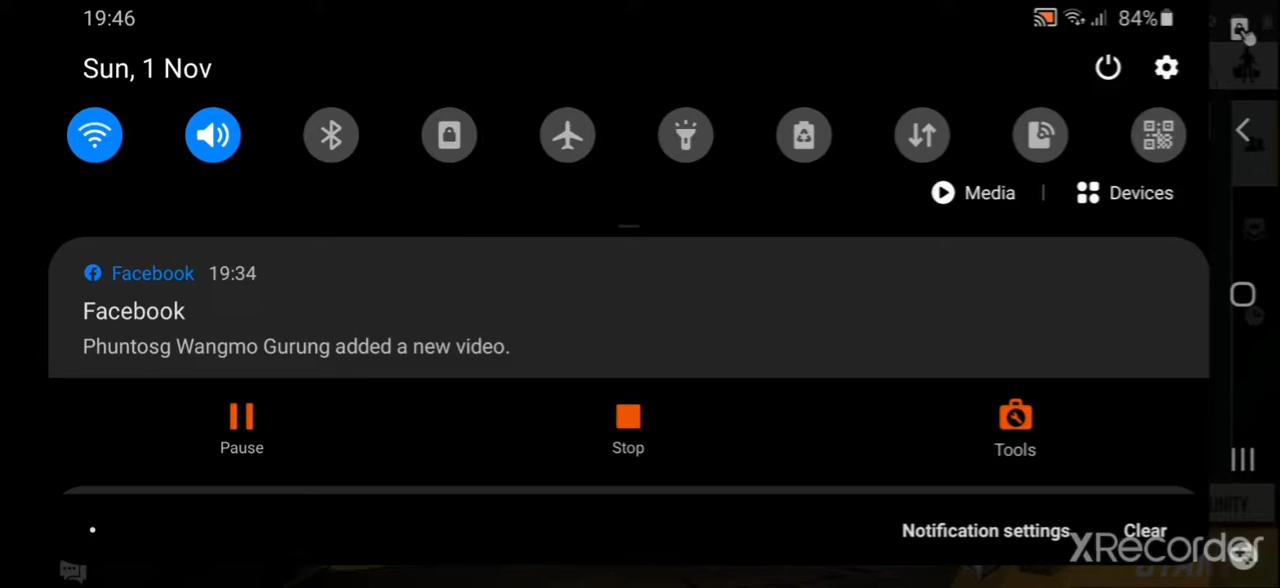 19:46
84%
Sun, 1 Nov
Media | Devices
Facebook 19:34
Facebook
Phuntosg Wangmo Gurung added a new video.
Pause
Stop
Tools
Notification settings
Clear
XRecorder